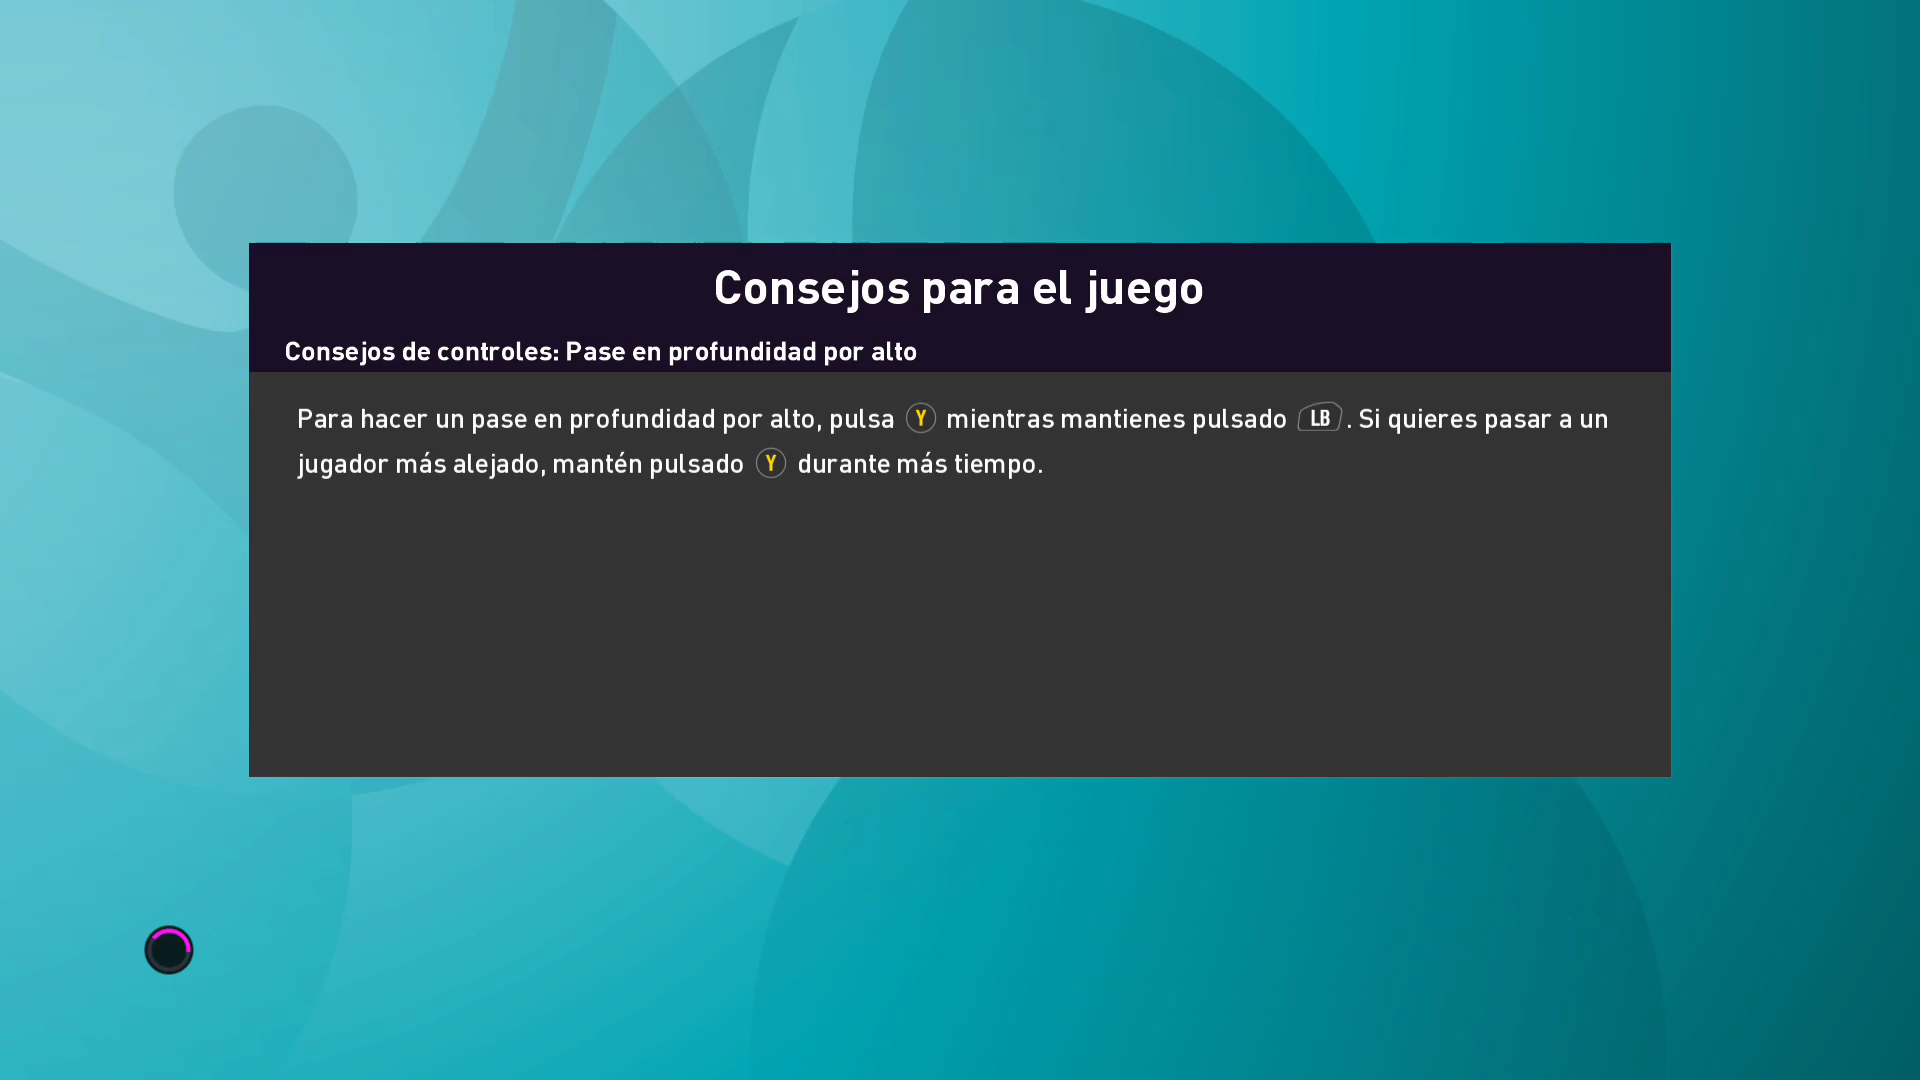 Consejos para el juego
Consejos de controles: Pase en profundidad por alto
Para hacer un pase en profundidad por alto, pulsa Y mientras mantienes pulsado LB. Si quieres pasar a un
jugador más alejado, mantén pulsado Y durante más tiempo.